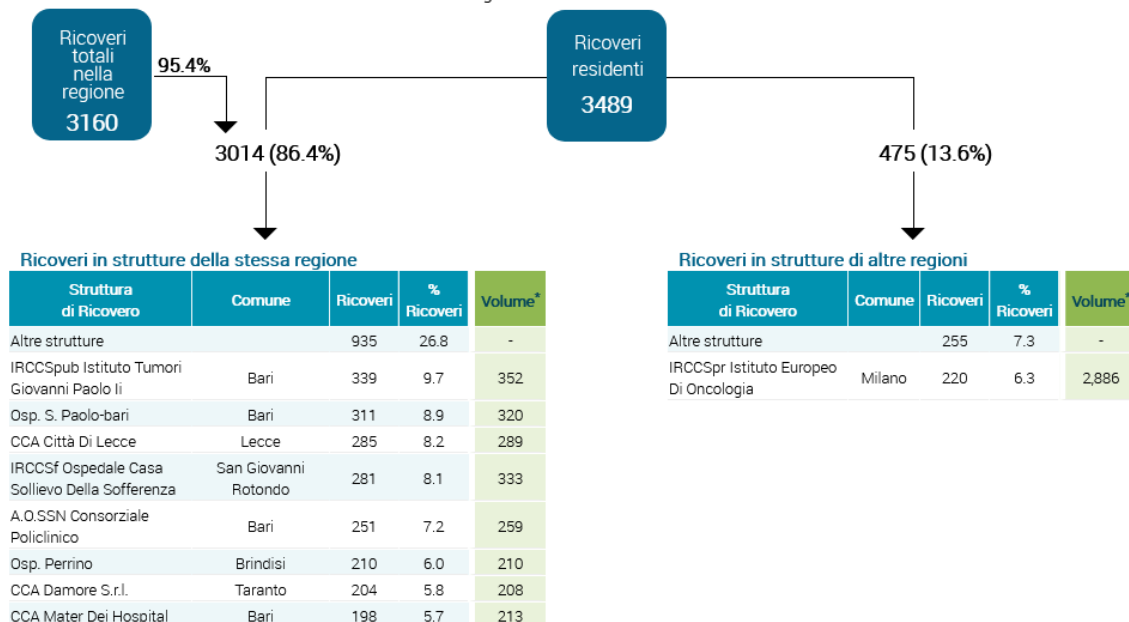 Ricoveri
totali
nella
regione
3160
95.4%
Ricoveri
residenti
3489
3014 (86.4%)
475 (13.6%)
Ricoveri in strutture della stessa regione
Struttura di Ricovero Comune Ricoveri % Ricoveri Volume*
Altre strutture 935 26.8 -
IRCCSpub Istituto Tumori
Giovanni Paolo Ii Bari 339 9.7 352
Osp. S. Paolo-bari Bari 311 8.9 320
CCA Città Di Lecce Lecce 285 8.2 289
IRCCSf Ospedale Casa
Sollievo Della Sofferenza San Giovanni Rotondo 281 8.1 333
A.O.SSN Consorziale
Policlinico Bari 251 7.2 259
Osp. Perrino Brindisi 210 6.0 210
CCA Damore S.r.l. Taranto 204 5.8 208
CCA Mater Dei Hospital Bari 198 5.7 213
Ricoveri in strutture di altre regioni
Struttura di Ricovero Comune Ricoveri % Ricoveri Volume*
Altre strutture 255 7.3 -
IRCCSpr Istituto Europeo
Di Oncologia Milano 220 6.3 2,886